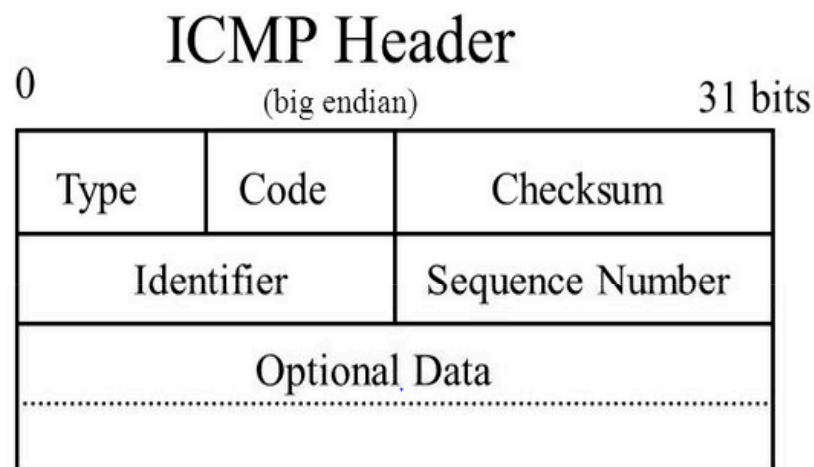 ICMP Header
0 (big endian) 31 bits
Type Code Checksum
Identifier Sequence Number
Optional Data